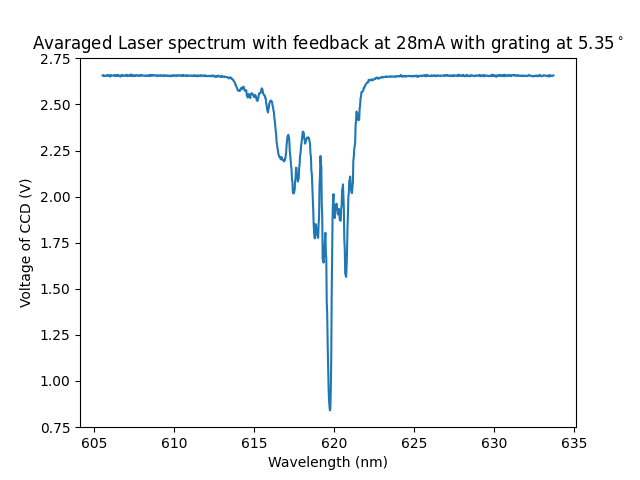 Avaraged Laser spectrum with feedback at 28mA with grating at 5.35°
2.75
2.50
2.25
2.00
1.75
1.50
1.25
1.00
0.75
Voltage of CCD (V)
605 610 615 620 625 630 635
Wavelength (nm)